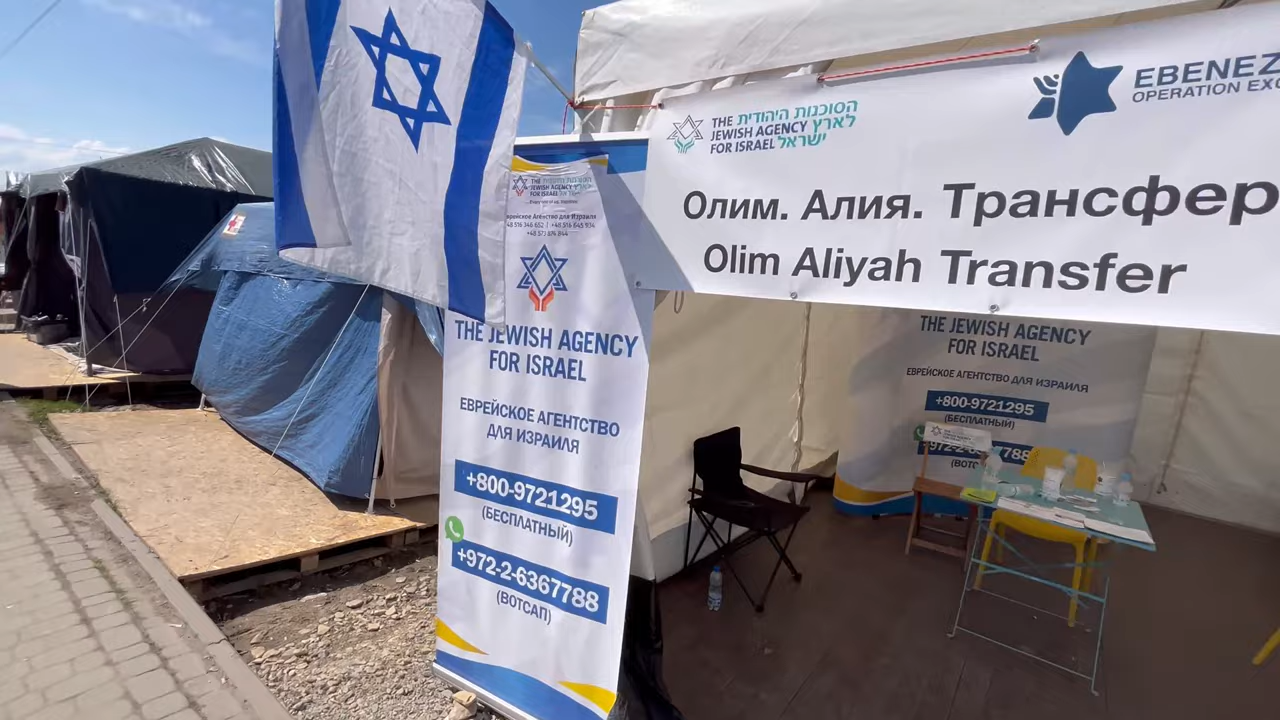 THE JEWISH AGENCY FOR ISRAEL
הסוכנות היהודית
לארץ
ישראל
EBENEZ
OPERATION EXO
Олим. Алия. Трансфер
Olim Aliyah Transfer
THE JEWISH AGENCY
FOR ISRAEL
Еврейское Агентство для Израиля
THE JEWISH AGENCY
FOR ISRAEL
ЕВРЕЙСКОЕ АГЕНТСТВО
ДЛЯ ИЗРАИЛЯ
+800-9721295
(БЕСПЛАТНЫЙ)
+972-2-6367788
(ВОТСАП)
THE JEWISH AGENCY
FOR ISRAEL
ЕВРЕЙСКОЕ АГЕНТСТВО ДЛЯ ИЗРАИЛЯ
+800-9721295
(БЕСПЛАТНЫЙ)